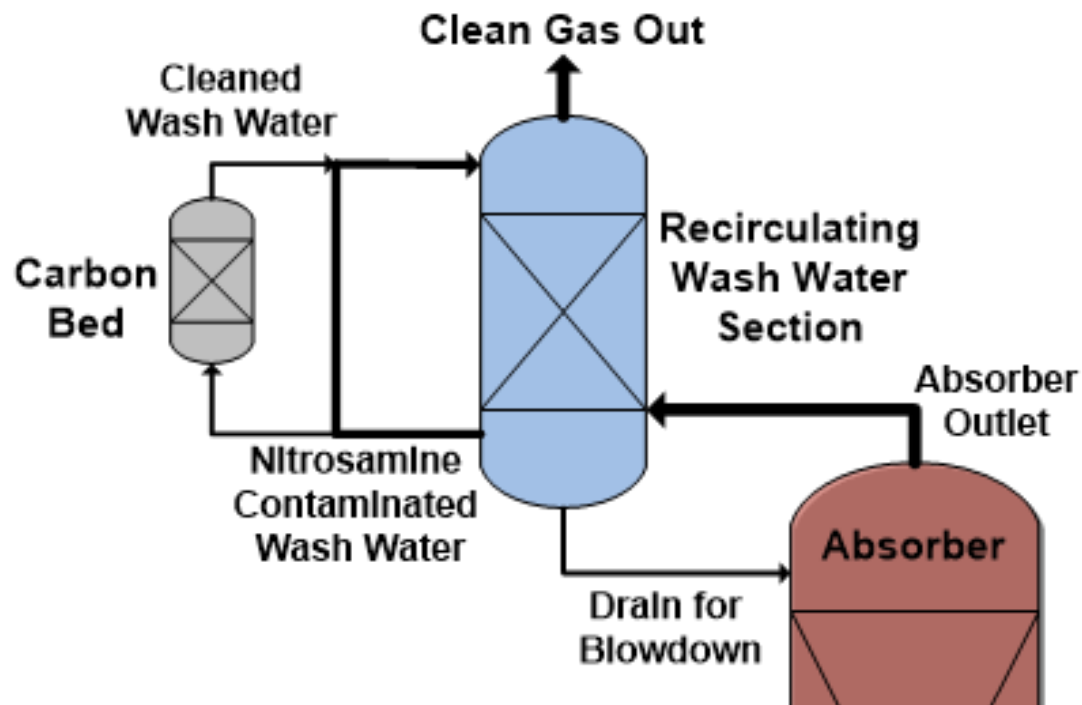 Clean Gas Out
Cleaned
Wash Water
Carbon
Bed
Recirculating
Wash Water
Section
Absorber
Outlet
Nitrosamine
Contaminated
Wash Water
Absorber
Drain for
Blowdown